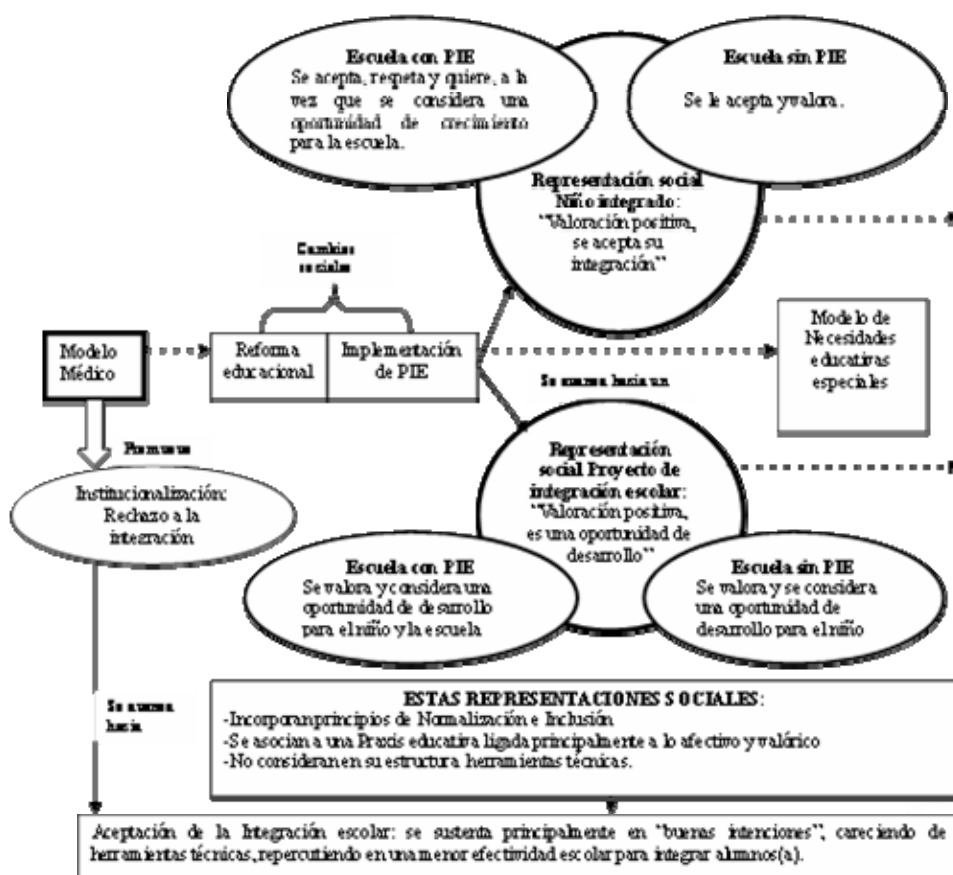 Escuela con PIE
Se acepta, respeta y quiere, a la
vez que se considera una
oportunidad de crecimiento
para la escuela.
Escuela sin PIE
Se le acepta y valora.
Representación social
Niño integrado:
“Valoración positiva,
se acepta su
integración”
Cambios
sociales
Modelo
Médico
Reforma
educacional
Implementación
de PIE
Modelo de
Necesidades
educativas
especiales
Se avanza hacia un
Promueve
Institucionalización:
Rechazo a la
integración
Representación
social Proyecto de
integración escolar:
“Valoración positiva,
es una oportunidad de
desarrollo”
Escuela con PIE
Se valora y considera una
oportunidad de desarrollo
para el niño y la escuela
Escuela sin PIE
Se valora y se considera
una oportunidad de
desarrollo para el niño
Se avanza
hacia
ESTAS REPRESENTACIONES SOCIALES:
-Incorporan principios de Normalización e Inclusión
-Se asocian a una Praxis educativa ligada principalmente a lo afectivo y valórico
-No consideran en su estructura herramientas técnicas.
Aceptación de la Integración escolar: se sustenta principalmente en “buenas intenciones”, careciendo de
herramientas técnicas, repercutiendo en una menor efectividad escolar para integrar alumnos(a).